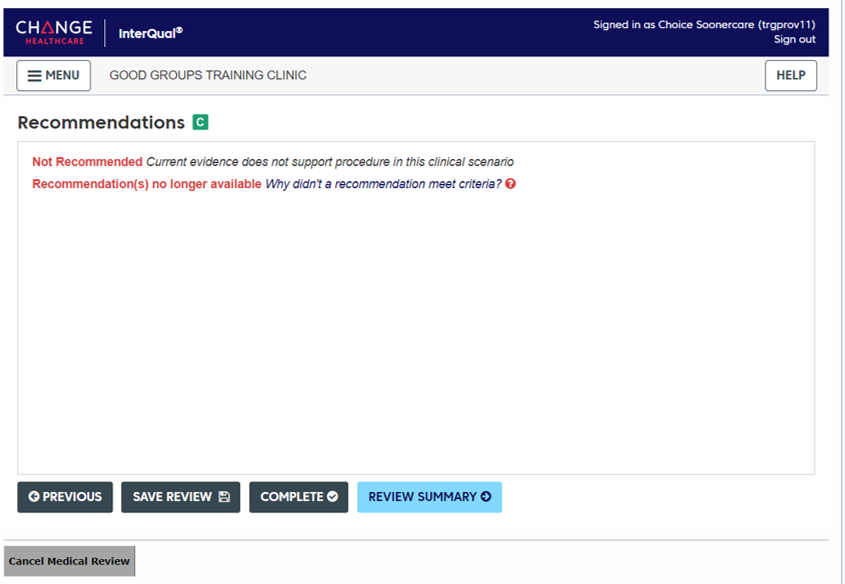 CHANGE
HEALTHCARE
InterQual®
Signed in as Choice Soonercare (trgprov11)
Sign out
MENU
GOOD GROUPS TRAINING CLINIC
HELP
Recommendations C
Not Recommended Current evidence does not support procedure in this clinical scenario
Recommendation(s) no longer available Why didn't a recommendation meet criteria? ?
PREVIOUS
SAVE REVIEW
COMPLETE
REVIEW SUMMARY
Cancel Medical Review